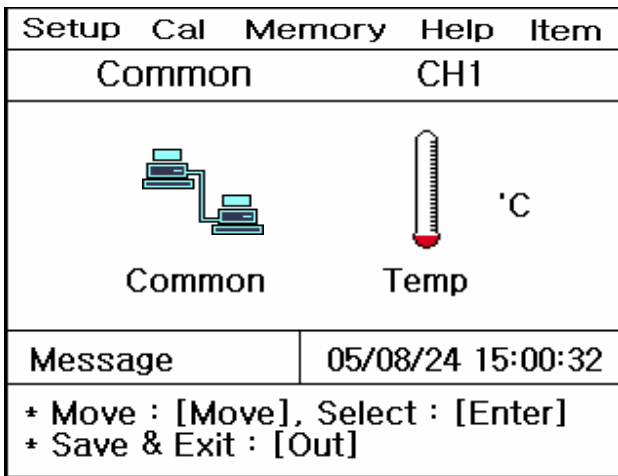 Setup Cal Memory Help Item
Common CH1
'C
Common Temp
Message 05/08/24 15:00:32
* Move : [Move], Select : [Enter]
* Save & Exit : [Out]